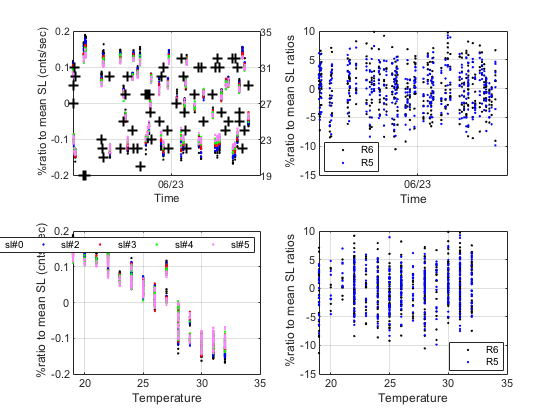 %ratio to mean SL (cnts/sec)
0.2
0.1
0
-0.1
-0.2
35
31
27
23
19
06/23
Time
%ratio to mean SL ratios
10
5
0
-5
-10
-15
R6
R5
06/23
Time
%ratio to mean SL (cnts/sec)
0.2
sl#0 sl#2 sl#3 sl#4 sl#5
0.1
0
-0.1
-0.2
20 25 30 35
Temperature
%ratio to mean SL ratios
10
5
0
-5
-10
-15
R6
R5
20 25 30 35
Temperature